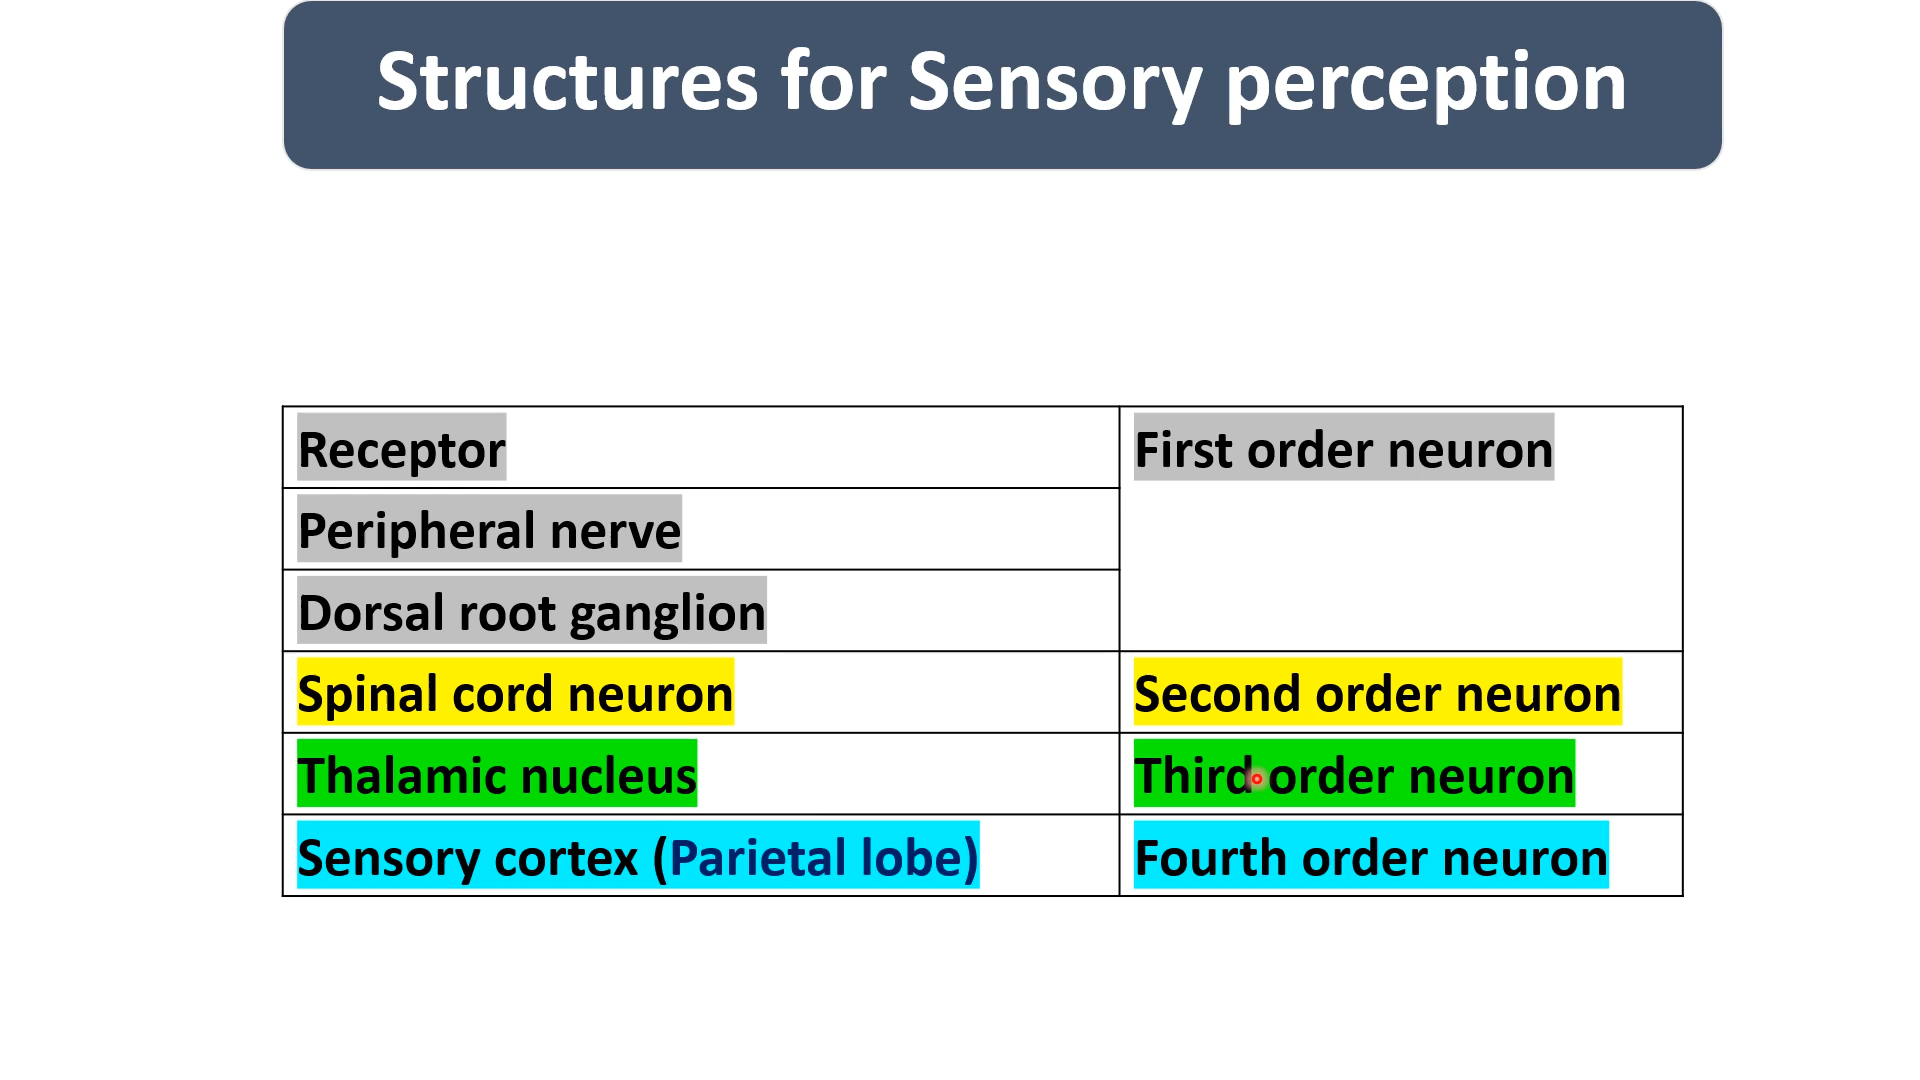 Structures for Sensory perception
Receptor
First order neuron
Peripheral nerve
Dorsal root ganglion
Spinal cord neuron
Second order neuron
Thalamic nucleus
Third order neuron
Sensory cortex (Parietal lobe)
Fourth order neuron